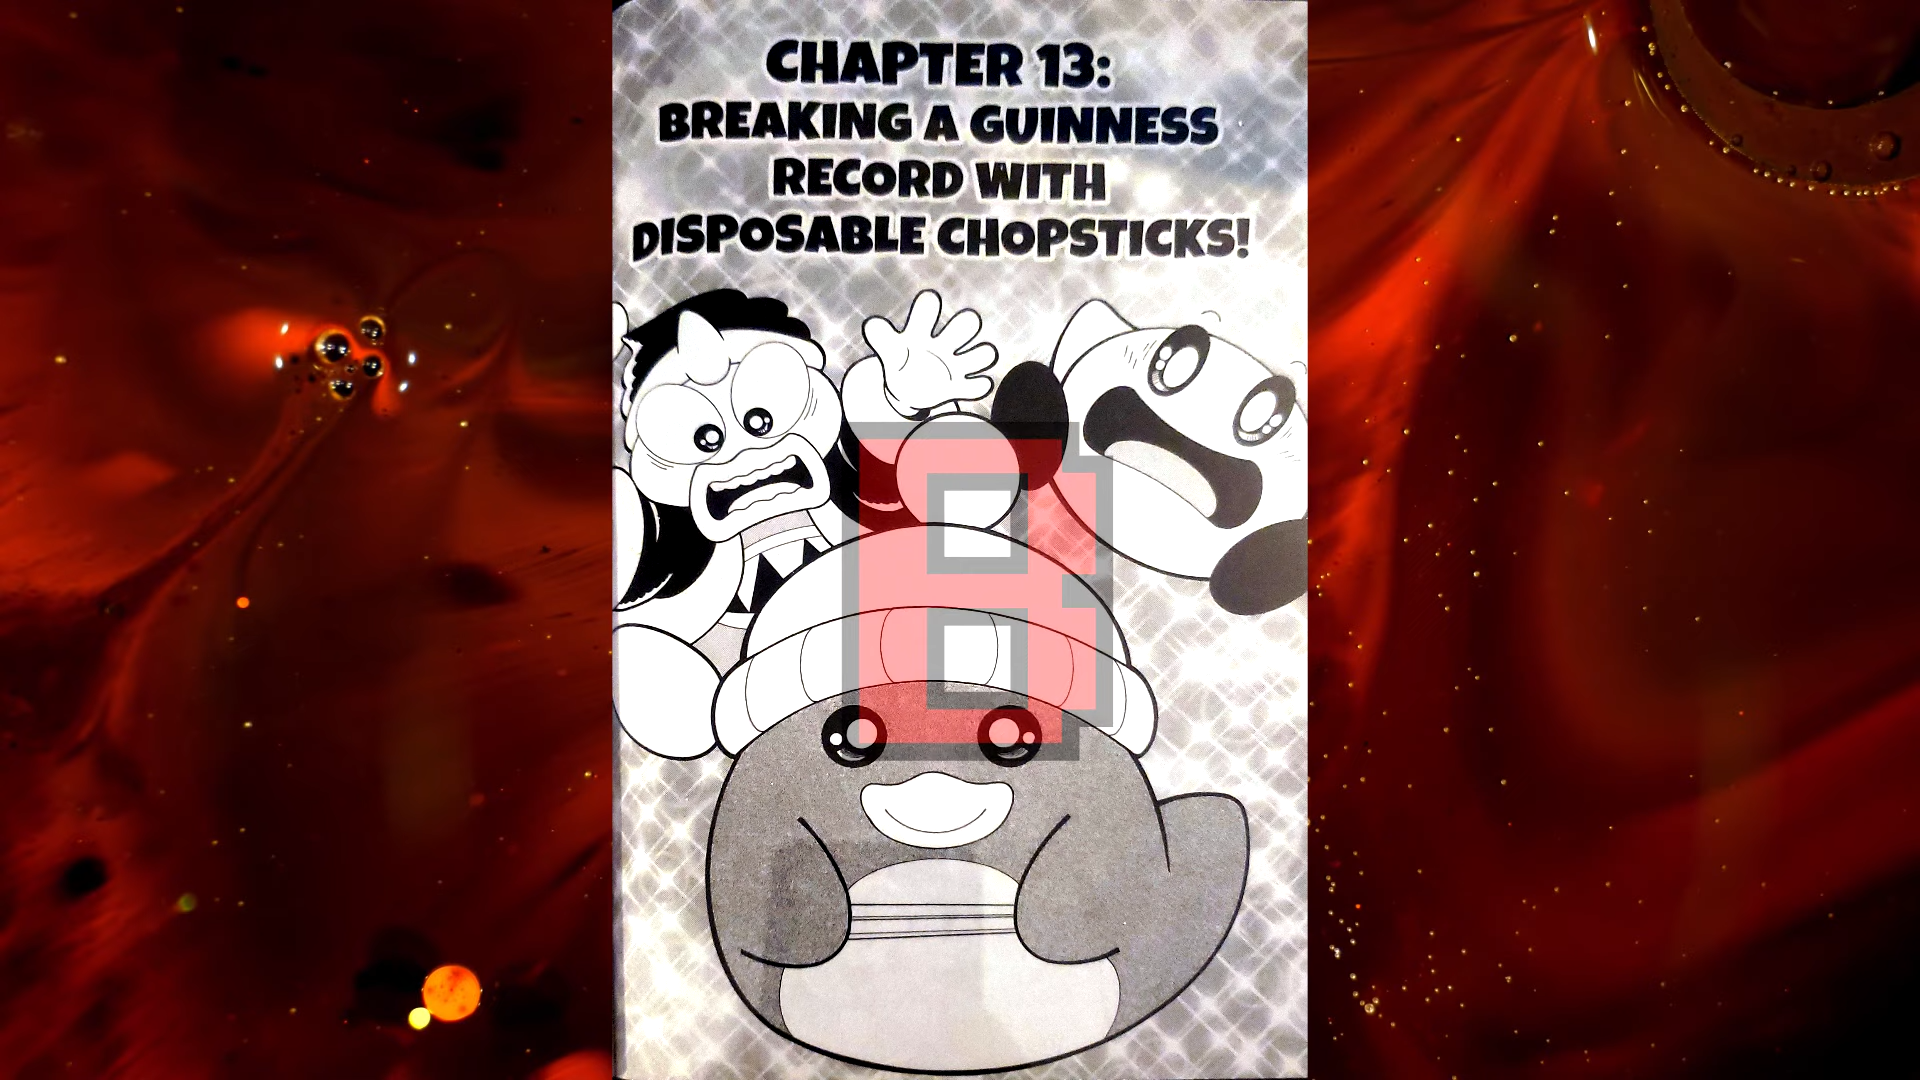 CHAPTER 13:
BREAKING A GUINNESS
RECORD WITH
DISPOSABLE CHOPSTICKS!
B